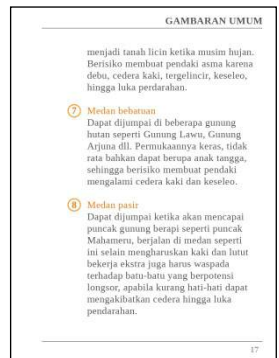 GAMBARAN UMUM
menjadi tanah licin ketika musim hujan.
Berisiko membuat pendaki asma karena
debu, cedera kaki, tergelincir, keseleo,
hingga luka perdarahan.
7 Medan bebatuan
Dapat dijumpai di beberapa gunung
hutan seperti Gunung Lawu, Gunung
Arjuna dll. Permukaannya keras, tidak
rata bahkan dapat berupa anak tangga,
sehingga berisiko membuat pendaki
mengalami cedera kaki dan keseleo.
8 Medan pasir
Dapat dijumpai ketika akan mencapai
puncak gunung berapi seperti puncak
Mahameru, berjalan di medan seperti
ini selain mengharuskan kaki dan lutut
bekerja ekstra juga harus waspada
terhadap batu-batu yang berpotensi
longsor, apabila kurang hati-hati dapat
mengakibatkan cedera hingga luka
pendarahan.
17